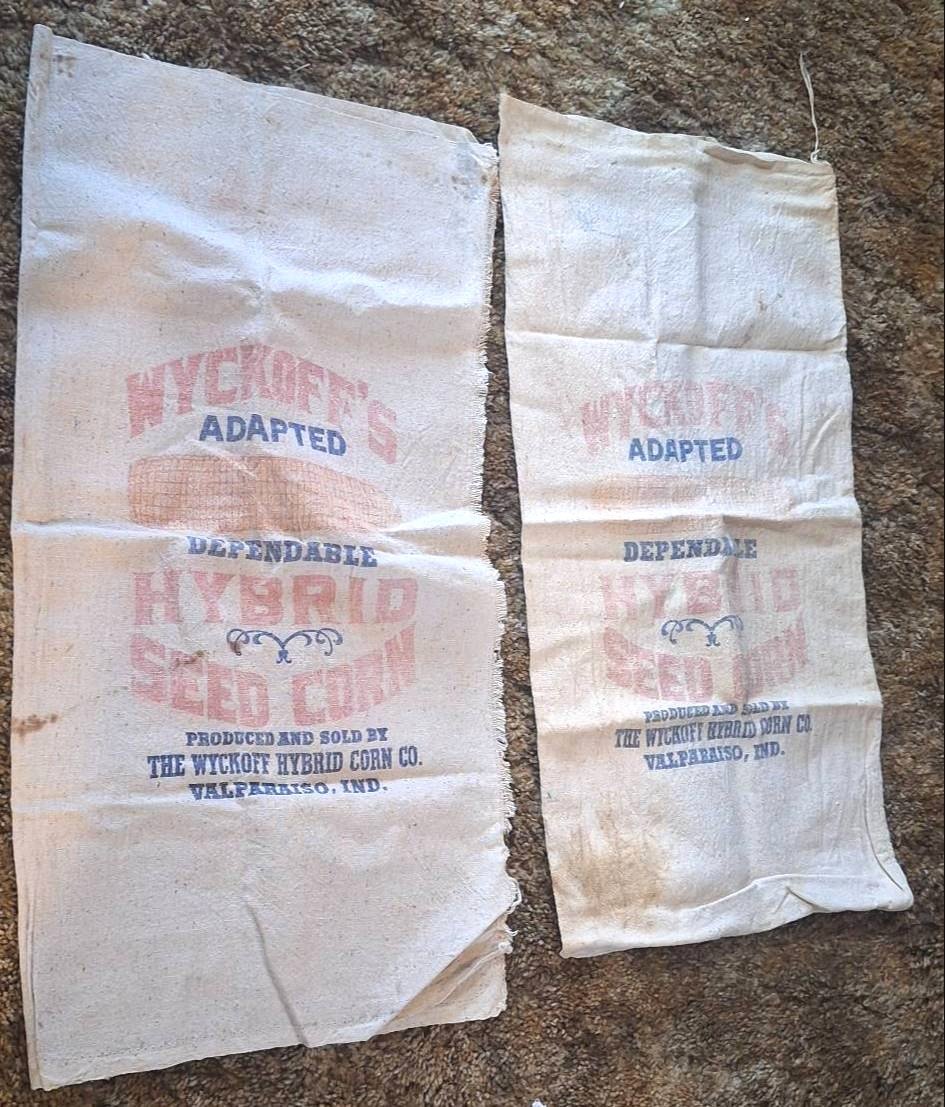 WYCKOFF'S
ADAPTED
DEPENDABLE
HYBRID
SEED CORN
PRODUCED AND SOLD BY
THE WYCKOFF HYBRID CORN CO.
VALPARAISO, IND.
WYCKOFF'S
ADAPTED
DEPENDABLE
HYBRID
SEED CORN
PRODUCED AND SOLD BY
THE WYCKOFF HYBRID CORN CO.
VALPARAISO, IND.